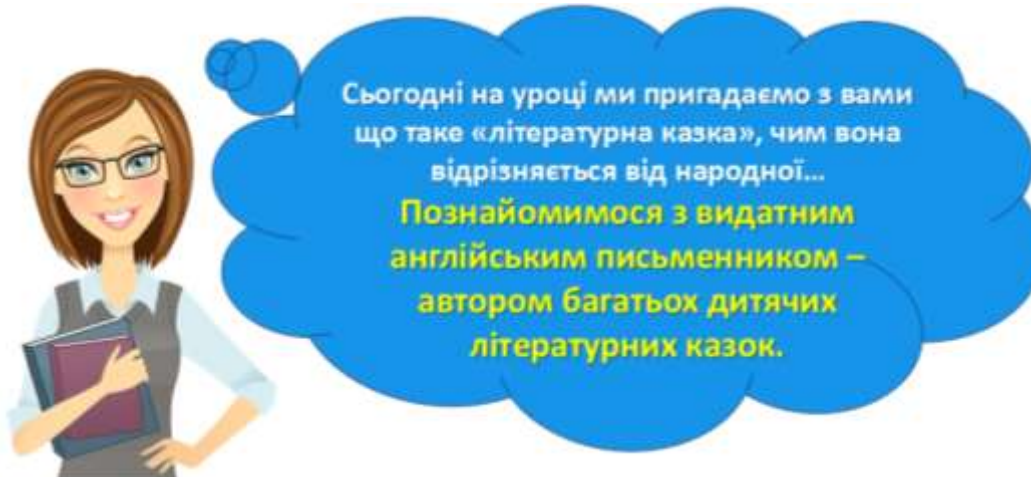 Сьогодні на уроці ми пригадаємо з вами
що таке «літературна казка», чим вона
відрізняється від народної...
Познайомимося з видатним
англійським письменником –
автором багатьох дитячих
літературних казок.